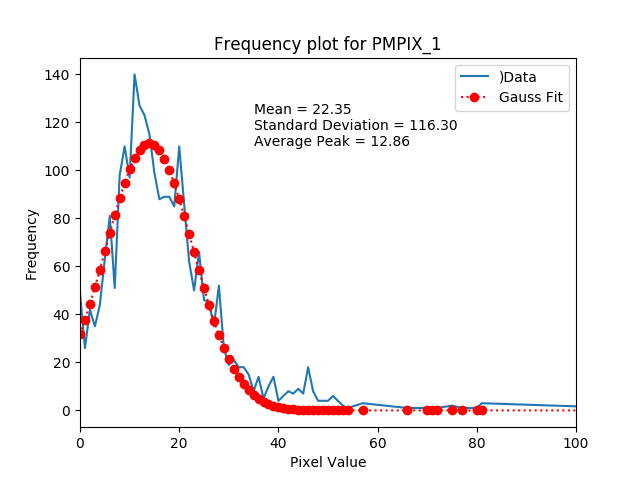 Frequency plot for PMPIX_1
)Data
Gauss Fit
Mean = 22.35
Standard Deviation = 116.30
Average Peak = 12.86
Frequency
140
120
100
80
60
40
20
0
0 20 40 60 80 100
Pixel Value